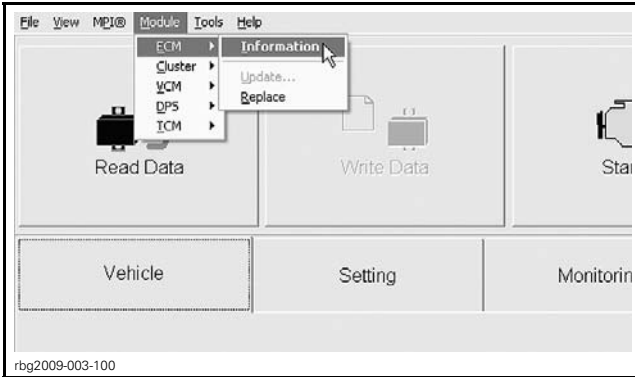 File View MPI® Module Tools Help
ECM Information
Cluster
VCM Update...
DPS Replace
TCM
Read Data Write Data Star
Vehicle Setting Monitorin
rbg2009-003-100